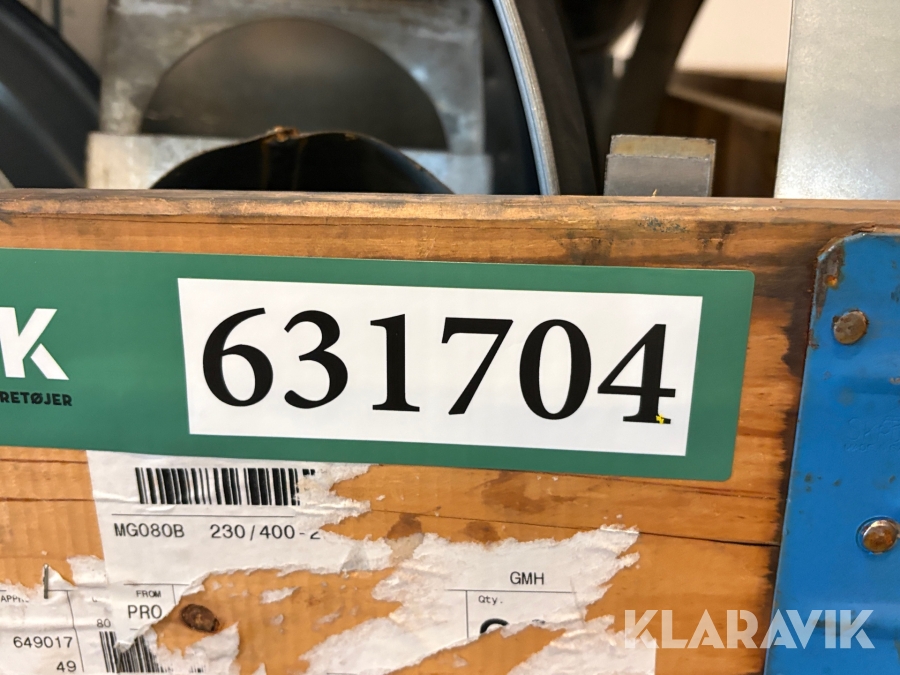 K
RETØJER
631704
MG080B 230/400-2
GMH
FROM
PRO
Qty.
80
649017
49
KLARAVIK